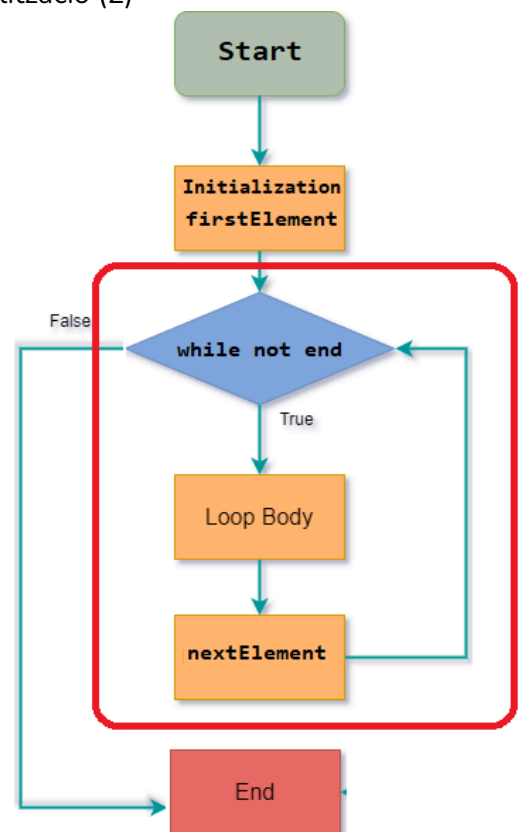 Start
Initialization
firstElement
False
while not end
True
Loop Body
nextElement
End